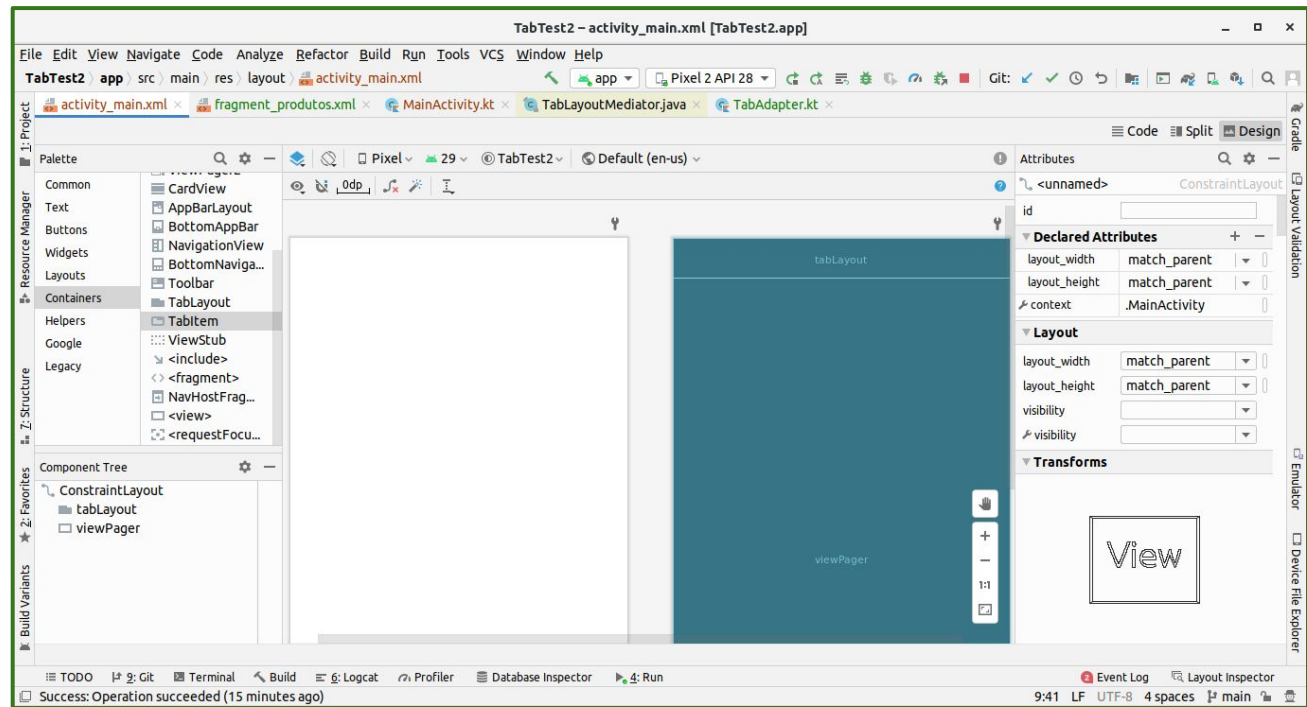 TabTest2 – activity_main.xml [TabTest2.app]
File Edit View Navigate Code Analyze Refactor Build Run Tools VCS Window Help
TabTest2 app src main res layout activity_main.xml app Pixel 2 API 28 Git:
activity_main.xml fragment_produtos.xml MainActivity.kt TabLayoutMediator.java TabAdapter.kt
Code Split Design
Palette
Common
Text
Buttons
Widgets
Layouts
Containers
Helpers
Google
Legacy
CardView
AppBarLayout
BottomAppBar
NavigationView
BottomNaviga...
Toolbar
TabLayout
TabItem
ViewStub
<include>
<fragment>
NavHostFrag...
<view>
<requestFocu...
Component Tree
ConstraintLayout
tabLayout
viewPager
Pixel 29 TabTest2 Default (en-us)
0dp
tabLayout
viewPager
1:1
Attributes
<unnamed> ConstraintLayout
id
Declared Attributes
layout_width match_parent
layout_height match_parent
context .MainActivity
Layout
layout_width match_parent
layout_height match_parent
visibility
visibility
Transforms
View
1: Project
Resource Manager
Z: Structure
2: Favorites
Build Variants
Gradle
Layout Validation
Emulator
Device File Explorer
TODO 9: Git Terminal Build 6: Logcat Profiler Database Inspector 4: Run 2 Event Log Layout Inspector
Success: Operation succeeded (15 minutes ago) 9:41 LF UTF-8 4 spaces main